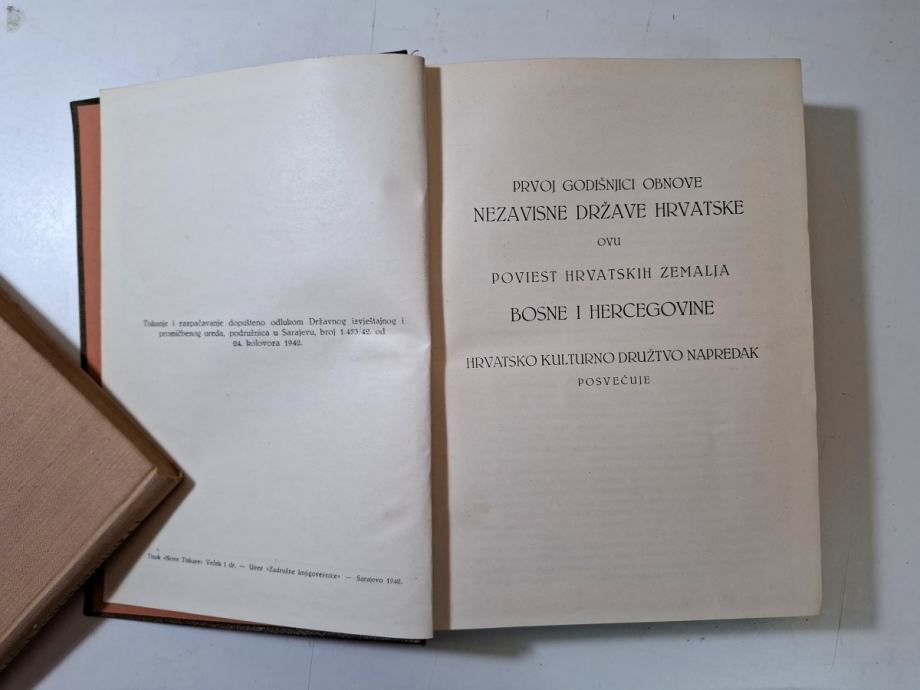 Tiskanje i razpačavanje dopušteno odlukom Državnog izvještajnog i
promičbenog ureda, podružnica u Sarajevu, broj 1.453/42. od
24. kolovoza 1942.
Tisak «Nove Tiskare» Vrček i dr. — Uvez «Zadružne knjigovežnice» — Sarajevo 1942.
PRVOJ GODIŠNJICI OBNOVE
NEZAVISNE DRŽAVE HRVATSKE
OVU
POVIEST HRVATSKIH ZEMALJA
BOSNE I HERCEGOVINE
HRVATSKO KULTURNO DRUŽTVO NAPREDAK
POSVEĆUJE